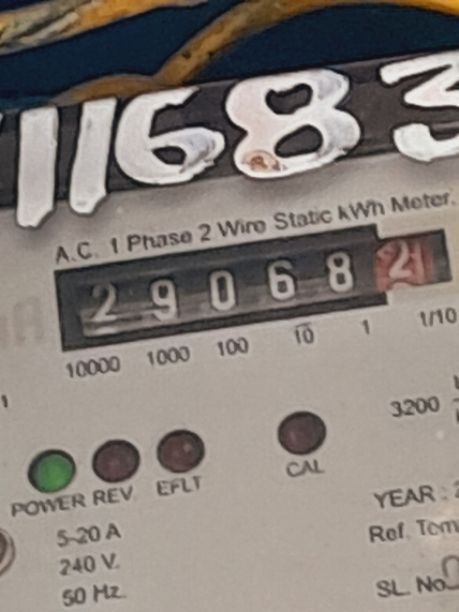 11683
A.C. 1 Phase 2 Wire Static kWh Meter.
2 9 0 6 8 2
10000 1000 100 10 1 1/10
3200
POWER REV EFLT CAL
5-20 A
240 V.
50 Hz.
YEAR :
Ref. Tem
SL. No